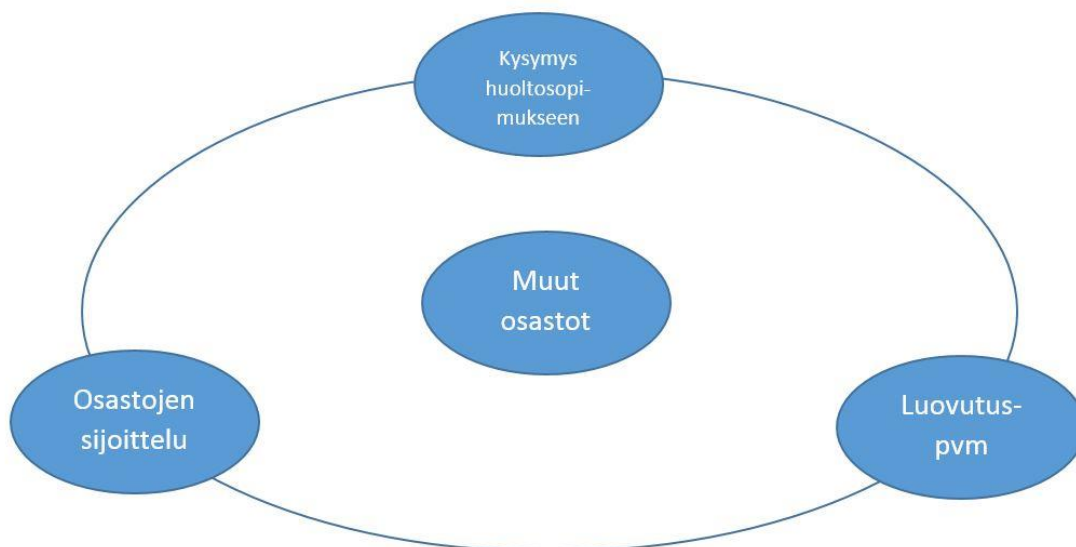 Kysymys
huoltosopi-
mukseen
Muut
osastot
Osastojen
sijoittelu
Luovutus-
pvm